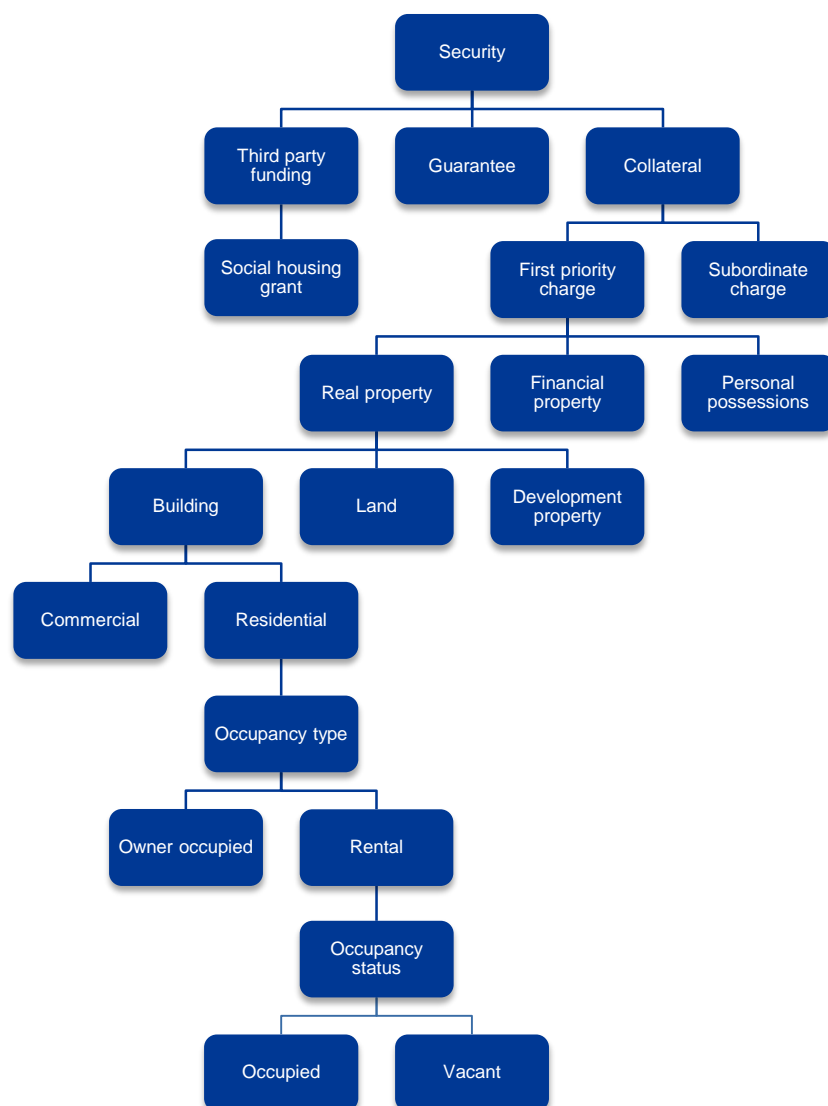 Security
Third party
funding
Guarantee
Collateral
Social housing
grant
First priority
charge
Subordinate
charge
Real property
Financial
property
Personal
possessions
Building
Land
Development
property
Commercial
Residential
Occupancy type
Owner occupied
Rental
Occupancy
status
Occupied
Vacant